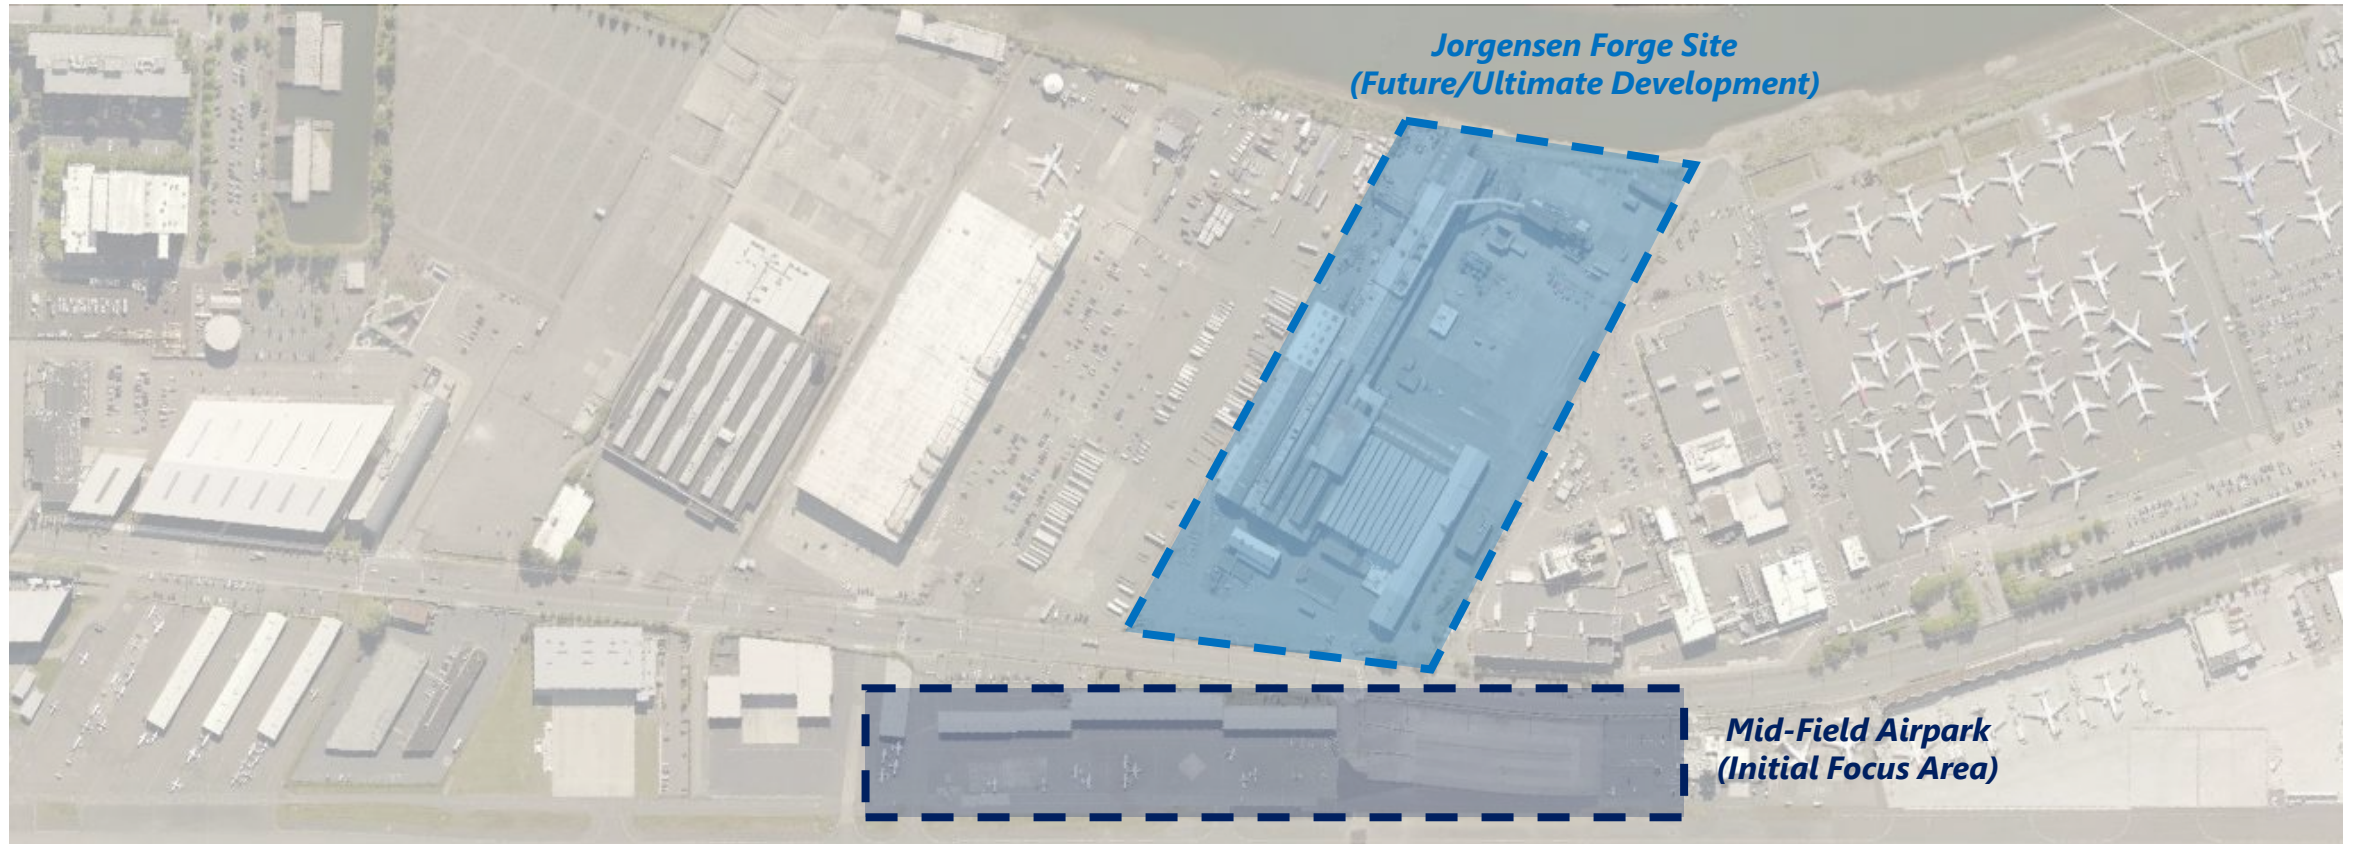 Jorgensen Forge Site
(Future/Ultimate Development)
Mid-Field Airpark
(Initial Focus Area)